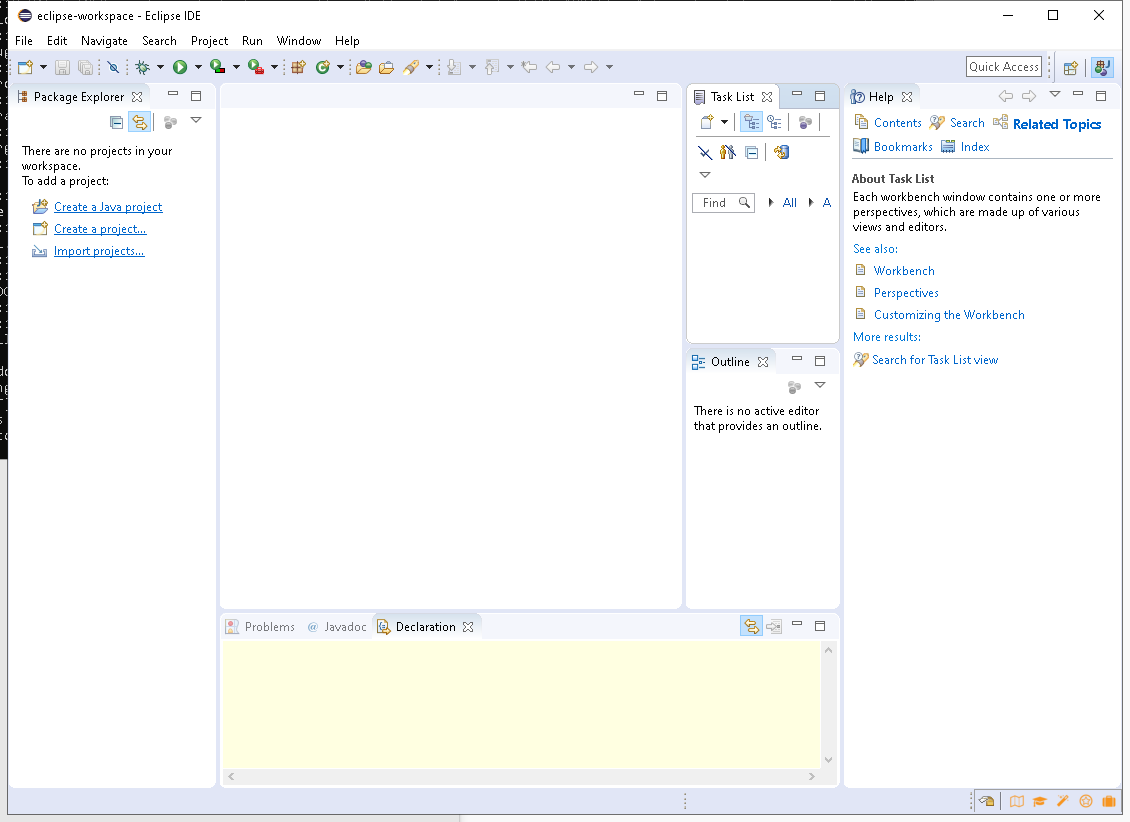 eclipse-workspace - Eclipse IDE
File Edit Navigate Search Project Run Window Help
Quick Access
Package Explorer
There are no projects in your
workspace.
To add a project:
Create a Java project
Create a project...
Import projects...
Task List
Find All A
Outline
There is no active editor
that provides an outline.
Help
Contents Search Related Topics
Bookmarks Index
About Task List
Each workbench window contains one or more
perspectives, which are made up of various
views and editors.
See also:
Workbench
Perspectives
Customizing the Workbench
More results:
Search for Task List view
Problems @ Javadoc Declaration